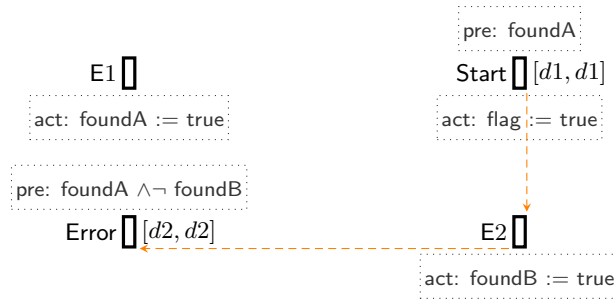 pre: foundA
E1
Start [d1, d1]
act: foundA := true
act: flag := true
pre: foundA ∧¬ foundB
Error [d2, d2]
E2
act: foundB := true